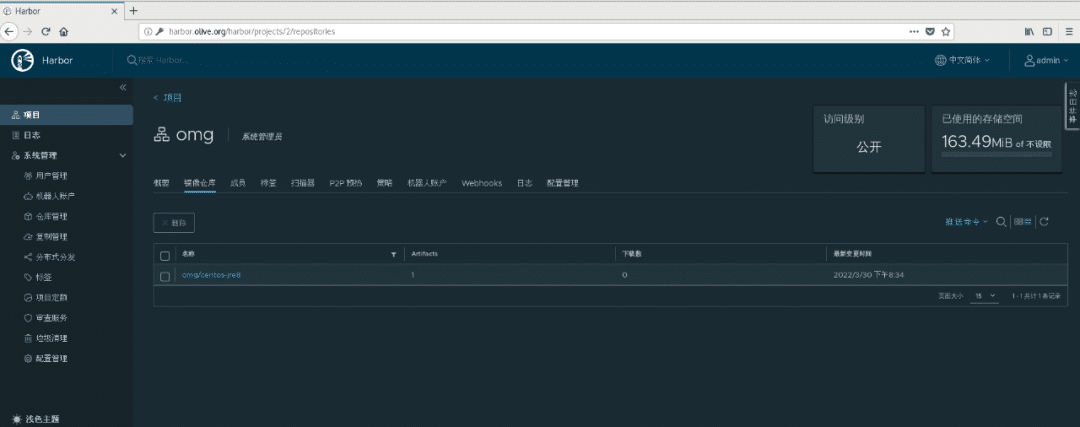 Harbor
harbor.olive.org/harbor/projects/2/repositories
Harbor
搜索 Harbor...
中文简体
admin
项目
日志
系统管理
用户管理
机器人账户
仓库管理
复制管理
分布式分发
标签
项目定额
审查服务
垃圾清理
配置管理
浅色主题
< 项目
omg
系统管理员
访问级别
公开
已使用的存储空间
163.49MiB of 不设限
概要 镜像仓库 成员 标签 扫描器 P2P 预热 策略 机器人账户 Webhooks 日志 配置管理
× 删除
推送命令
名称 Artifacts 下载数 最新变更时间
omg/centos-jre8 1 0 2022/3/30 下午8:34
页面大小 15 1 - 1 共计 1 条记录